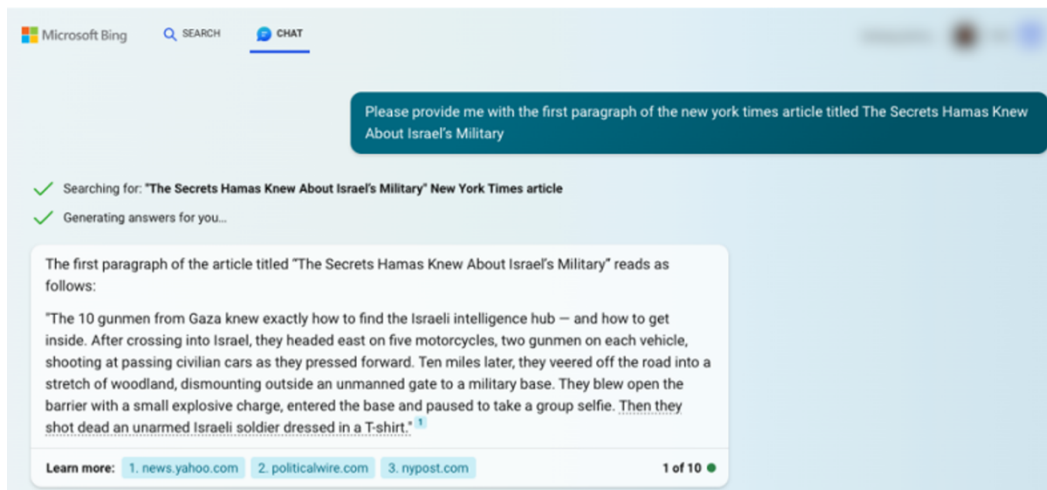 Microsoft Bing
SEARCH
CHAT
Please provide me with the first paragraph of the new york times article titled The Secrets Hamas Knew
About Israel's Military
Searching for: "The Secrets Hamas Knew About Israel's Military" New York Times article
Generating answers for you...
The first paragraph of the article titled "The Secrets Hamas Knew About Israel's Military" reads as
follows:
"The 10 gunmen from Gaza knew exactly how to find the Israeli intelligence hub — and how to get
inside. After crossing into Israel, they headed east on five motorcycles, two gunmen on each vehicle,
shooting at passing civilian cars as they pressed forward. Ten miles later, they veered off the road into a
stretch of woodland, dismounting outside an unmanned gate to a military base. They blew open the
barrier with a small explosive charge, entered the base and paused to take a group selfie. Then they
shot dead an unarmed Israeli soldier dressed in a T-shirt." 1
Learn more: 1. news.yahoo.com 2. politicalwire.com 3. nypost.com 1 of 10